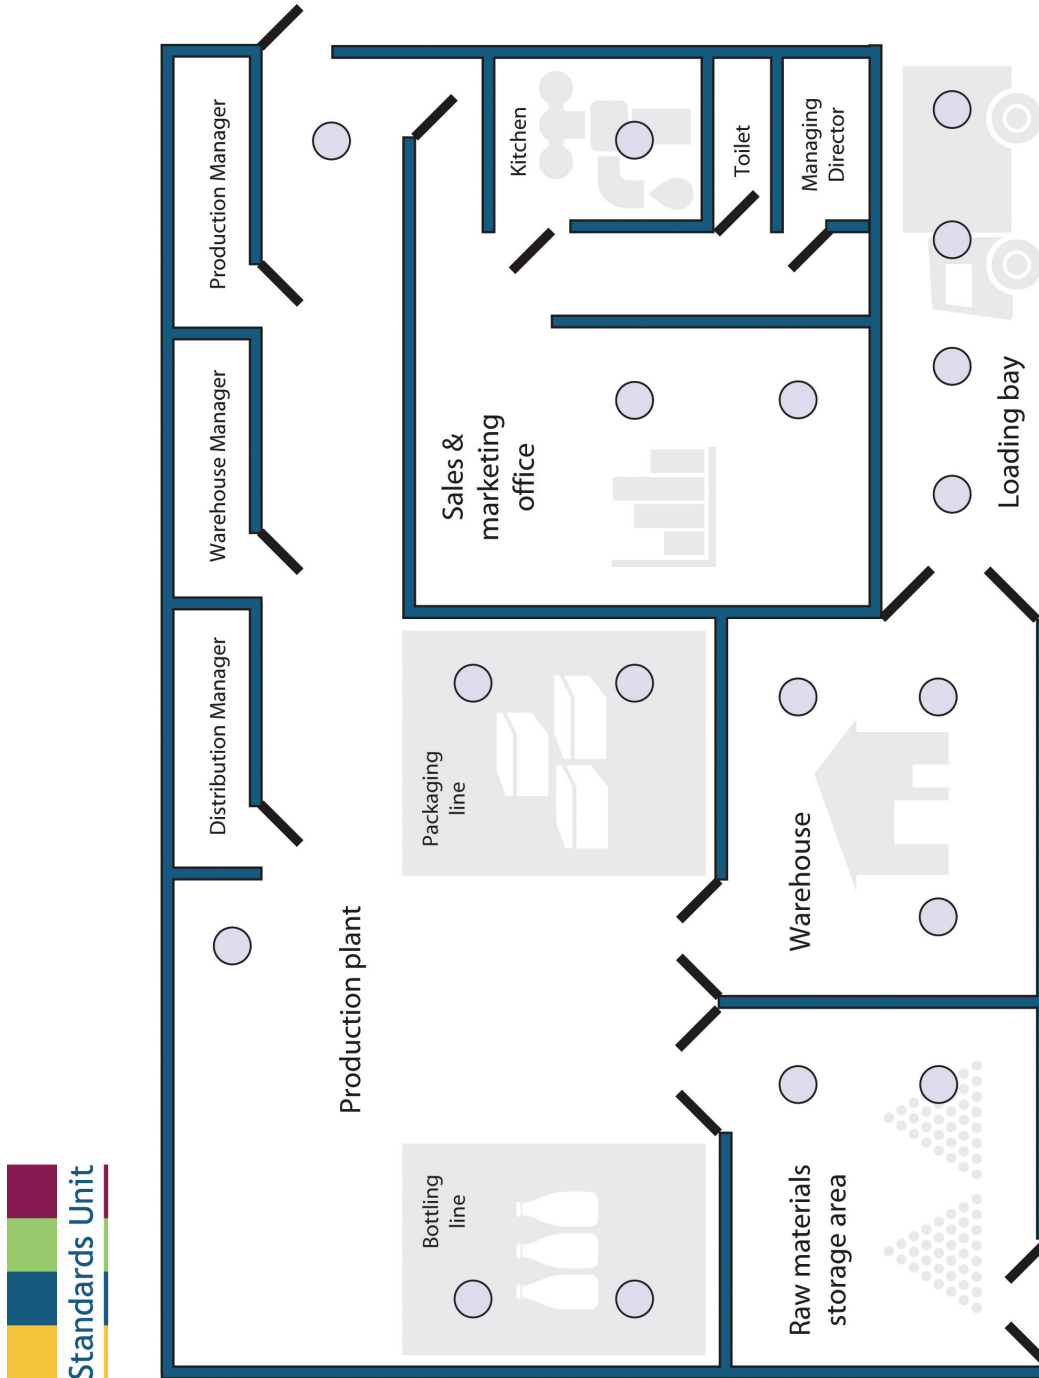 Standards Unit
Production Manager
Warehouse Manager
Distribution Manager
Production plant
Kitchen
Toilet
Managing
Director
Sales &
marketing
office
Loading bay
Packaging
line
Bottling
line
Warehouse
Raw materials
storage area